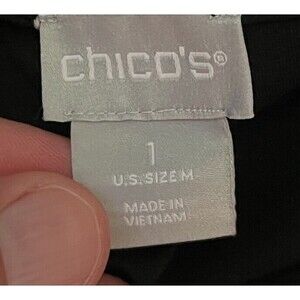 chico's®
1
U.S. SIZE M
MADE IN
VIETNAM